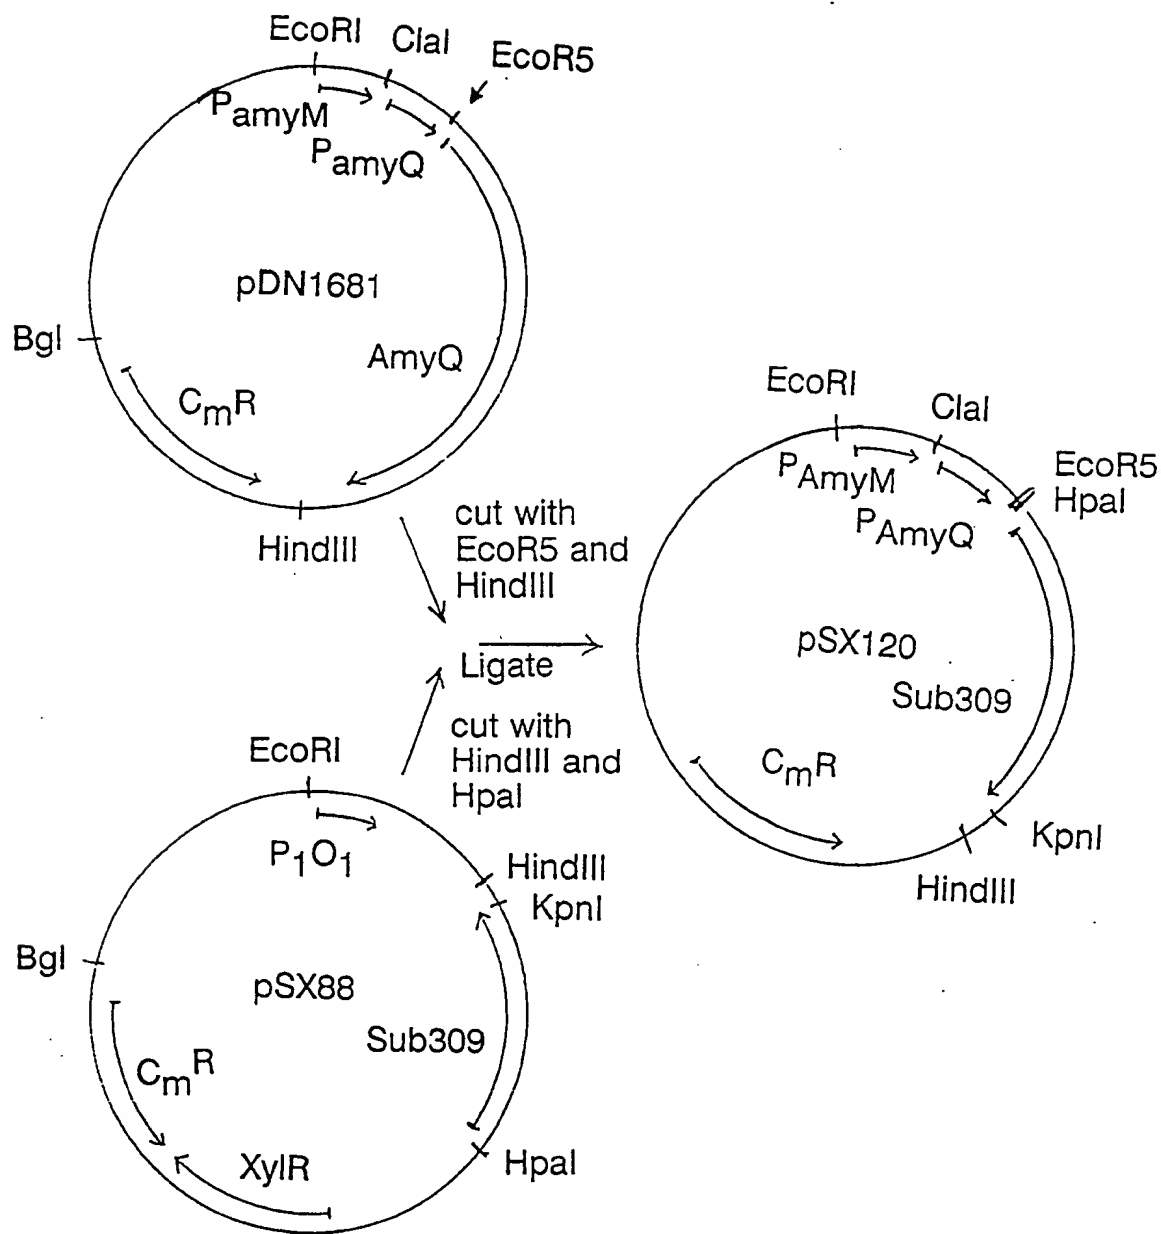 EcoRI
ClaI
EcoR5
PamyM
PamyQ
pDN1681
BglI
AmyQ
CmR
HindIII
cut with
EcoR5 and
HindIII
Ligate
cut with
HindIII and
HpaI
EcoRI
ClaI
EcoR5
HpaI
PAmyM
PAmyQ
pSX120
Sub309
CmR
KpnI
HindIII
EcoRI
P1O1
HindIII
KpnI
BglI
pSX88
Sub309
CmR
XylR
HpaI